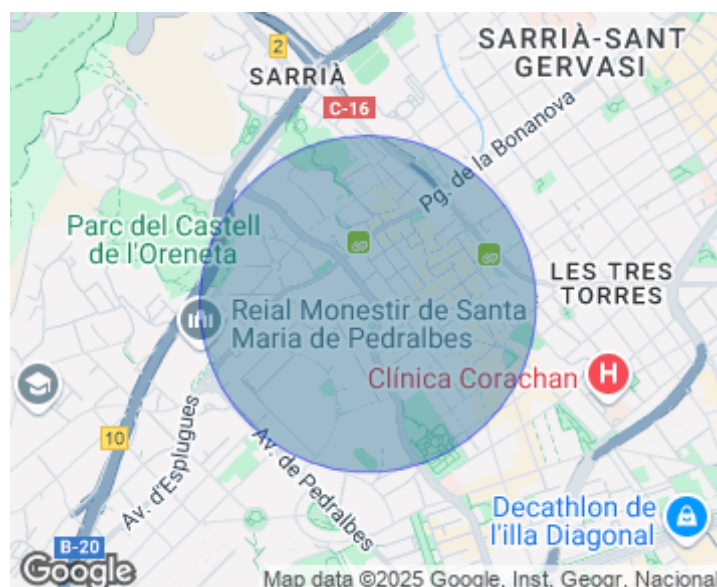 2
SARRIÀ
SARRIÀ-SANT
GERVASI
C-16
Pg. de la Bonanova
Parc del Castell
de l'Oreneta
LES TRES
TORRES
Reial Monestir de Santa
Maria de Pedralbes
Clínica Corachan
H
10
Av. d'Esplugues
Av. de Pedralbes
Decathlon de
l'illa Diagonal
B-20
Google
Map data ©2025 Google, Inst. Geogr. Nacional